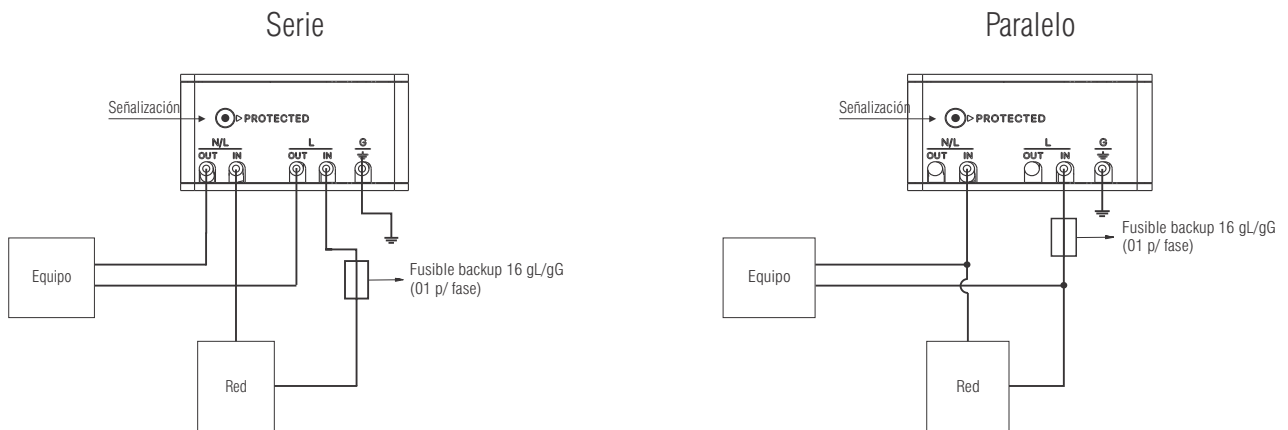 Serie
Señalización
PROTECTED
N/L
L
G
OUT
IN
OUT
IN
Equipo
Fusible backup 16 gL/gG
(01 p/ fase)
Red
Paralelo
Señalización
PROTECTED
N/L
L
G
OUT
IN
OUT
IN
Equipo
Fusible backup 16 gL/gG
(01 p/ fase)
Red